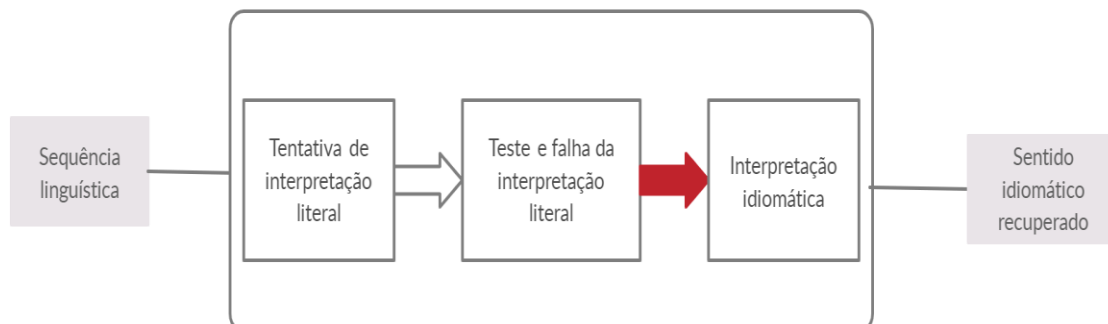 Sequência
linguística
Tentativa de
interpretação
literal
Teste e falha da
interpretação
literal
Interpretação
idiomática
Sentido
idiomático
recuperado